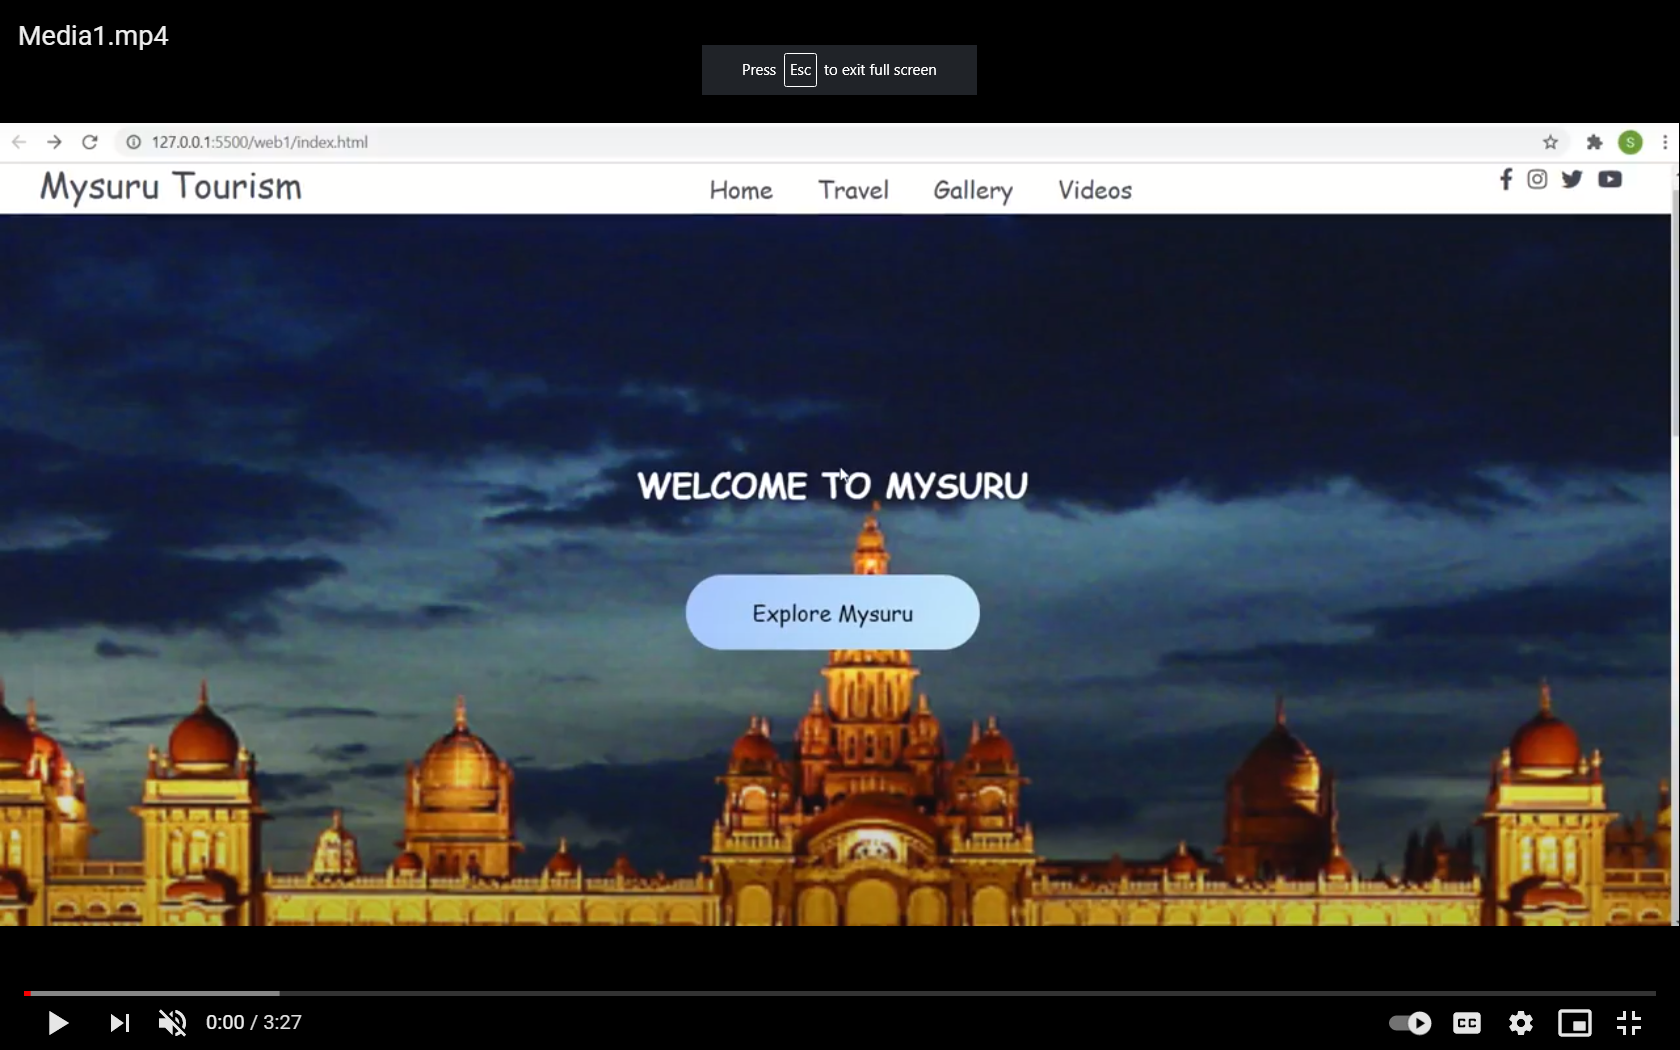 Media1.mp4
Press Esc to exit full screen
127.0.0.1:5500/web1/index.html
S
Mysuru Tourism
Home Travel Gallery Videos
WELCOME TO MYSURU
Explore Mysuru
0:00 / 3:27
CC